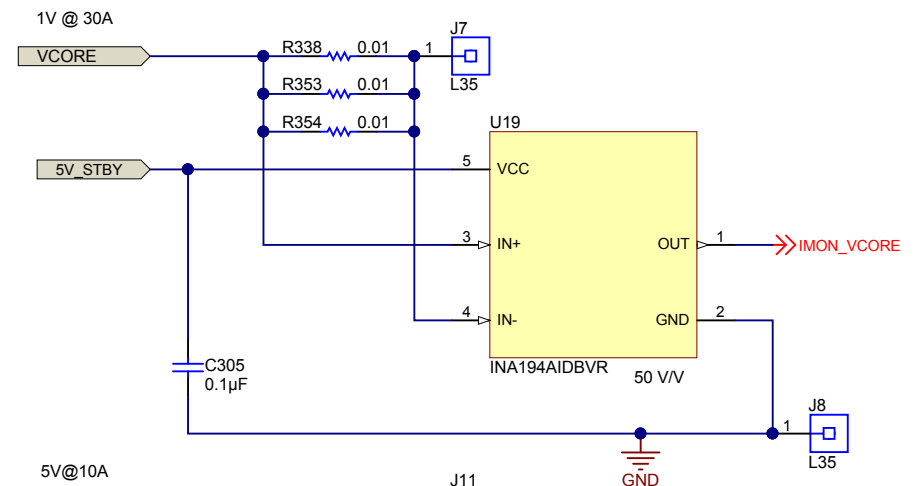 1V @ 30A
VCORE
R338 0.01
1
J7
L35
R353 0.01
R354 0.01
U19
5V_STBY
5
VCC
3
IN+
OUT
1
IMON_VCORE
4
IN-
GND
2
C305
0.1µF
INA194AIDBVR
50 V/V
J8
1
L35
GND
5V@10A
J11